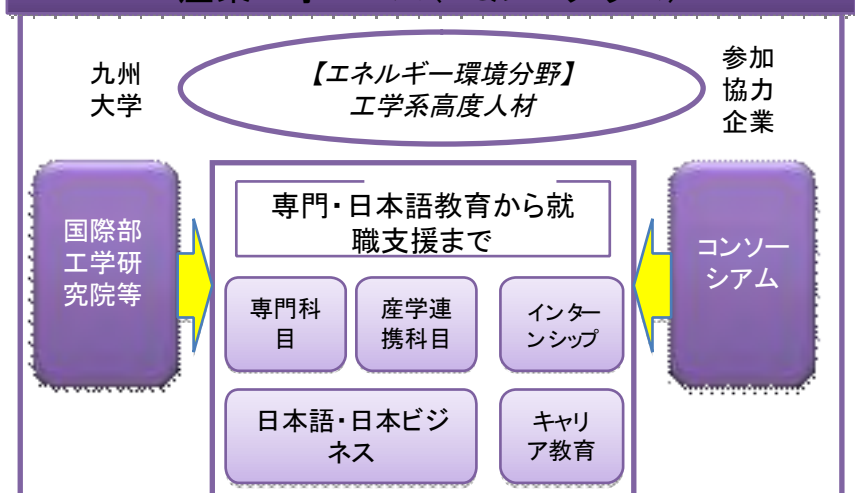 九州
大学
【エネルギー環境分野】
工学系高度人材
参加
協力
企業
国際部
工学研
究院等
専門・日本語教育から就
職支援まで
専門科
目
産学連
携科目
インター
ンシップ
日本語・日本ビジ
ネス
キャリ
ア教育
コンソー
シアム